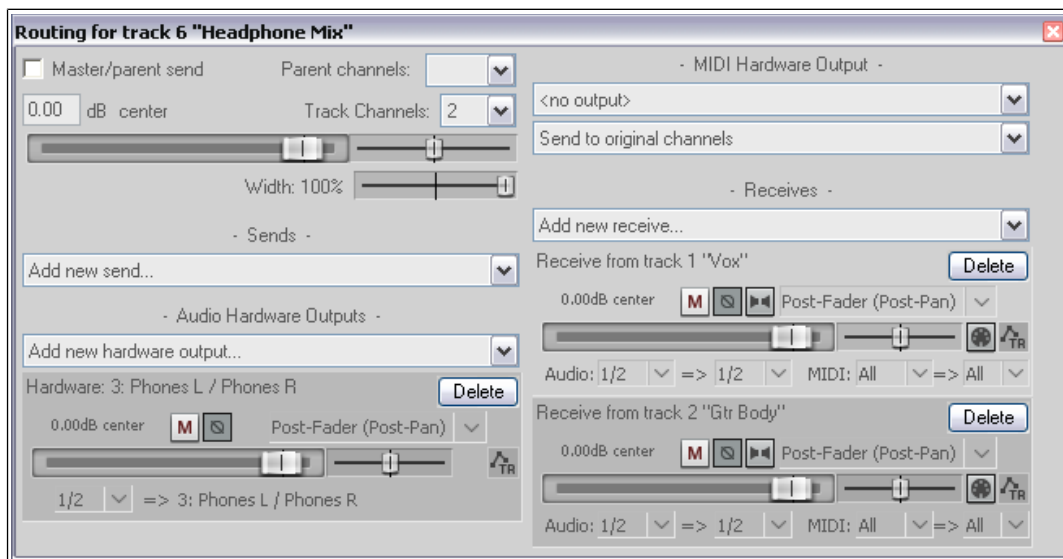 Routing for track 6 "Headphone Mix"
Master/parent send
Parent channels:
0.00 dB center
Track Channels: 2
Width: 100%
- Sends -
Add new send...
- Audio Hardware Outputs -
Add new hardware output...
Hardware: 3: Phones L / Phones R
Delete
0.00dB center
M
Post-Fader (Post-Pan)
TR
1/2 => 3: Phones L / Phones R
- MIDI Hardware Output -
<no output>
Send to original channels
- Receives -
Add new receive...
Receive from track 1 "Vox"
Delete
0.00dB center
M
Post-Fader (Post-Pan)
TR
Audio: 1/2 => 1/2 MIDI: All => All
Receive from track 2 "Gtr Body"
Delete
0.00dB center
M
Post-Fader (Post-Pan)
TR
Audio: 1/2 => 1/2 MIDI: All => All